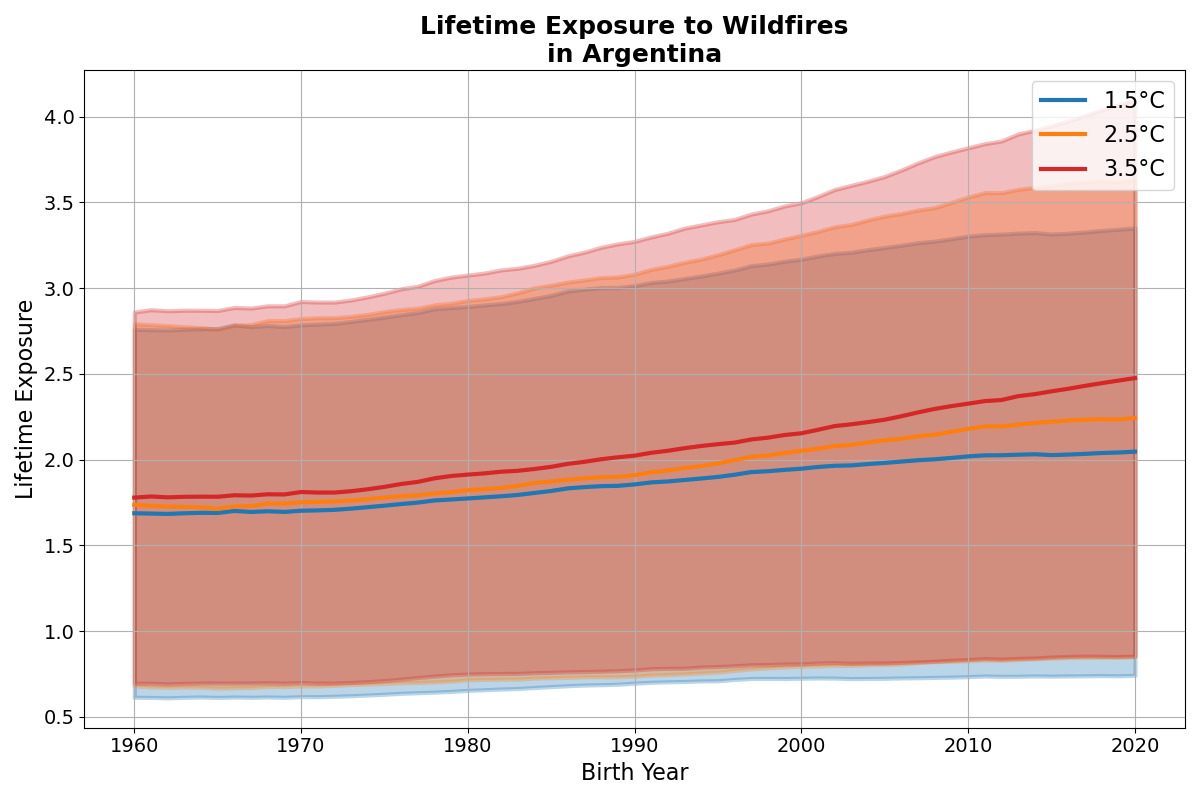 Lifetime Exposure to Wildfires
in Argentina
1.5°C
2.5°C
3.5°C
Lifetime Exposure
4.0
3.5
3.0
2.5
2.0
1.5
1.0
0.5
1960
1970
1980
1990
2000
2010
2020
Birth Year